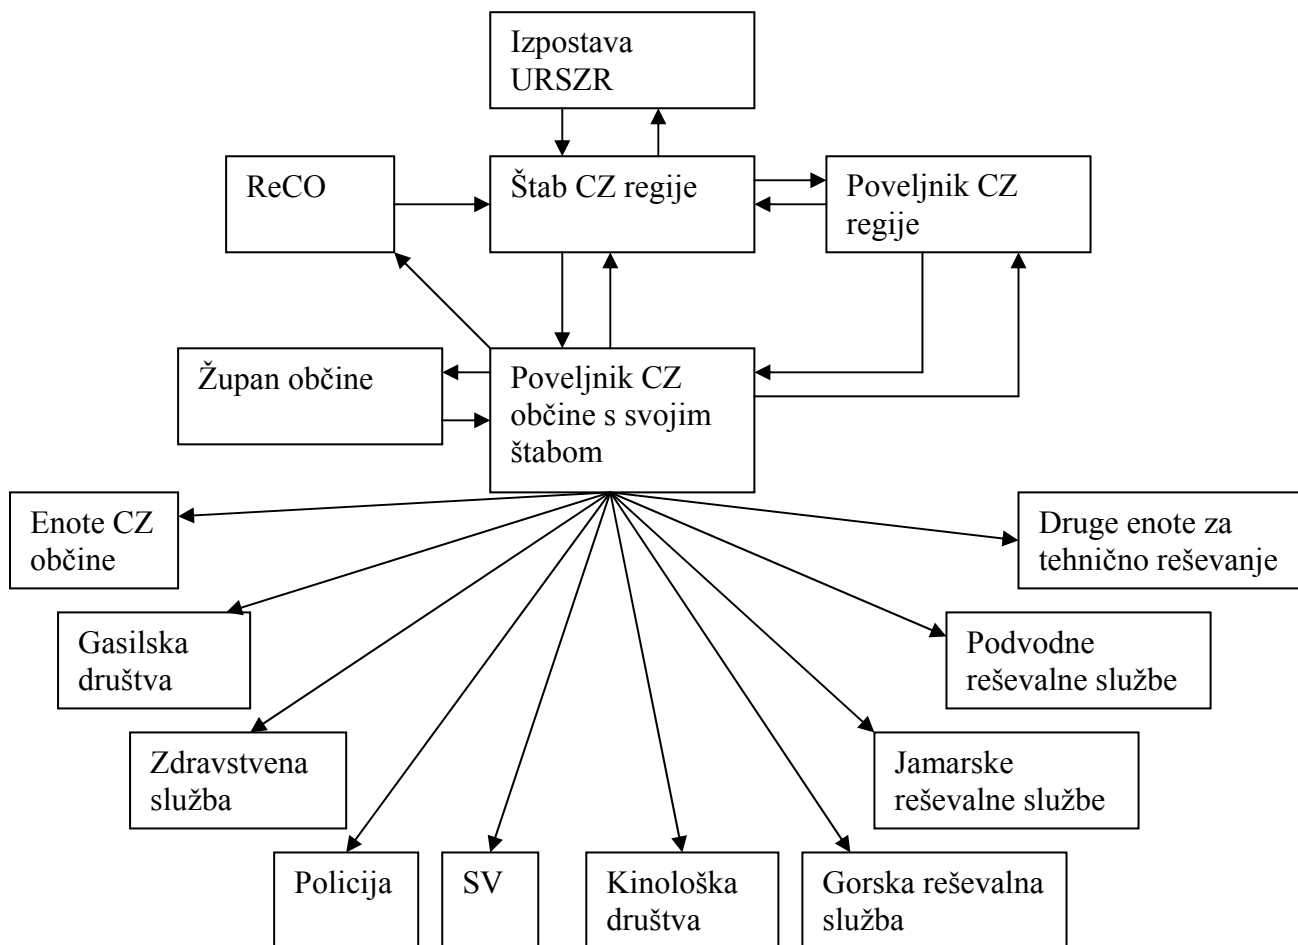 Izpostava
URSZR
ReCO
Štab CZ regije
Poveljnik CZ
regije
Župan občine
Poveljnik CZ
občine s svojim
štabom
Enote CZ
občine
Druge enote za
tehnično reševanje
Gasilska
društva
Podvodne
reševalne službe
Zdravstvena
služba
Jamarske
reševalne službe
Policija
SV
Kinološka
društva
Gorska reševalna
služba